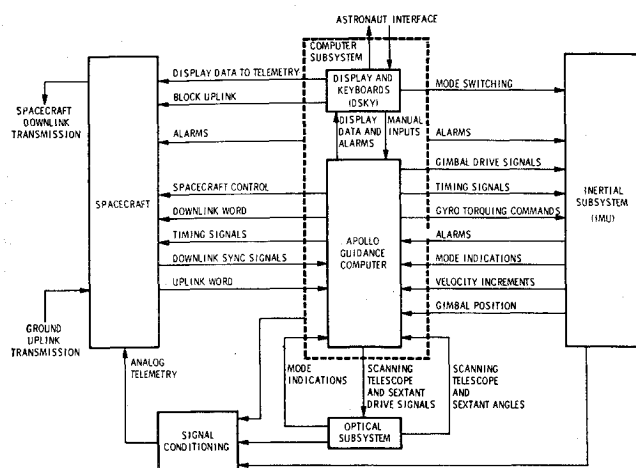 ASTRONAUT INTERFACE
COMPUTER
SUBSYSTEM
DISPLAY AND
KEYBOARDS
(DSKY)
DISPLAY DATA TO TELEMETRY
BLOCK UPLINK
MODE SWITCHING
SPACECRAFT
DOWNLINK
TRANSMISSION
DISPLAY
DATA AND
ALARMS
MANUAL
INPUTS
ALARMS
ALARMS
GIMBAL DRIVE SIGNALS
SPACECRAFT
SPACECRAFT CONTROL
DOWNLINK WORD
TIMING SIGNALS
DOWNLINK SYNC SIGNALS
UPLINK WORD
APOLLO
GUIDANCE
COMPUTER
TIMING SIGNALS
GYRO TORQUING COMMANDS
ALARMS
MODE INDICATIONS
VELOCITY INCREMENTS
GIMBAL POSITION
INERTIAL
SUBSYSTEM
(IMU)
GROUND
UPLINK
TRANSMISSION
ANALOG
TELEMETRY
MODE
INDICATIONS
SCANNING
TELESCOPE
AND SEXTANT
DRIVE SIGNALS
SCANNING
TELESCOPE
AND
SEXTANT ANGLES
SIGNAL
CONDITIONING
OPTICAL
SUBSYSTEM